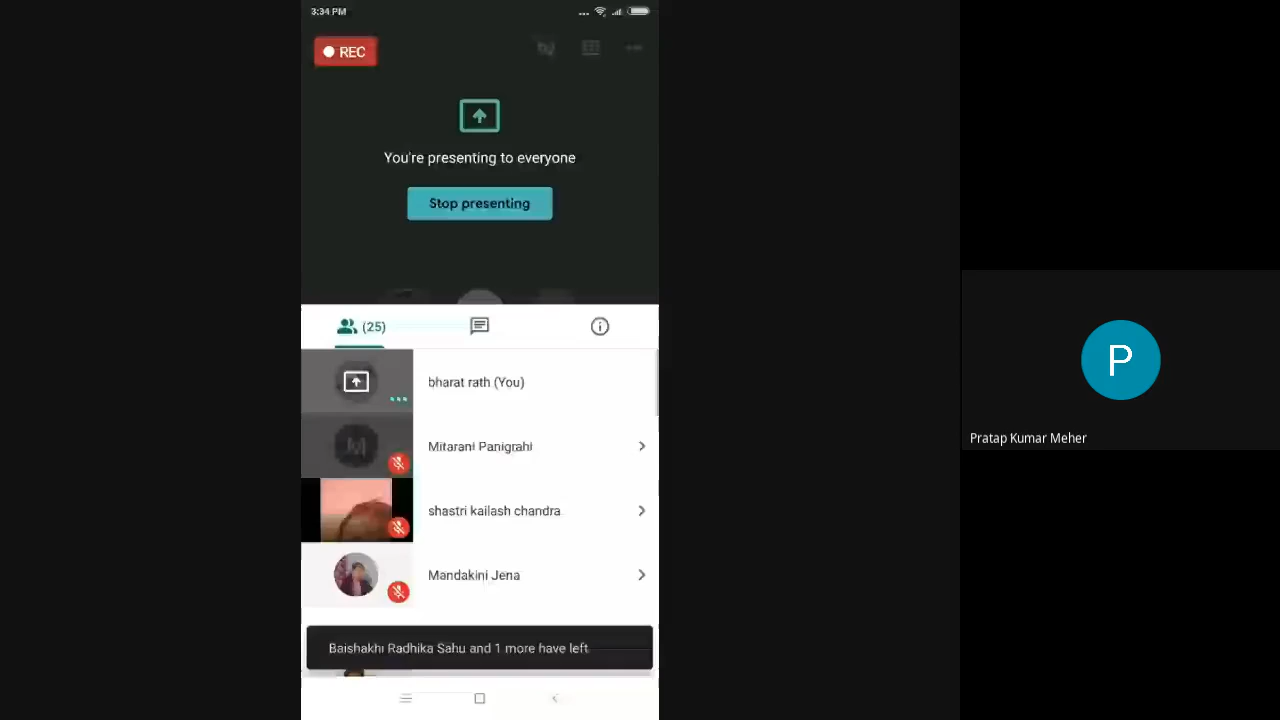 3:34 PM
REC
You're presenting to everyone
Stop presenting
(25)
bharat rath (You)
M
Mitarani Panigrahi
shastri kailash chandra
Mandakini Jena
Baishakhi Radhika Sahu and 1 more have left
P
Pratap Kumar Meher